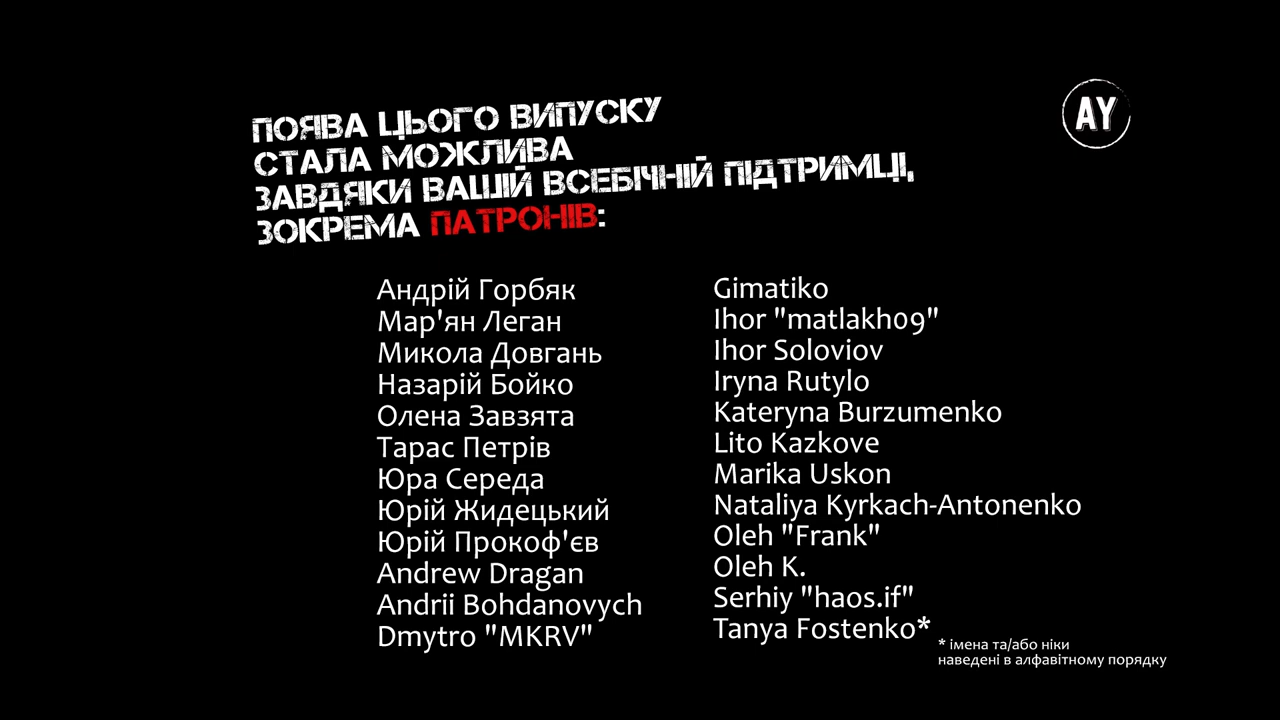 ПОЯВА ЦЬОГО ВИПУСКУ
СТАЛА МОЖЛИВА
ЗАВДЯКИ ВАШІЙ ВСЕБІЧНІЙ ПІДТРИМЦІ,
ЗОКРЕМА ПАТРОНІВ:
AY
Андрій Горбяк
Мар'ян Леган
Микола Довгань
Назарій Бойко
Олена Завзята
Тарас Петрів
Юра Середа
Юрій Жидецький
Юрій Прокоф'єв
Andrew Dragan
Andrii Bohdanovych
Dmytro "MKRV"
Gimatiko
Ihor "matlakh09"
Ihor Soloviov
Iryna Rutylo
Kateryna Burzumenko
Lito Kazkove
Marika Uskon
Nataliya Kyrkach-Antonenko
Oleh "Frank"
Oleh K.
Serhiy "haos.if"
Tanya Fostenko*
* імена та/або ніки
наведені в алфавітному порядку